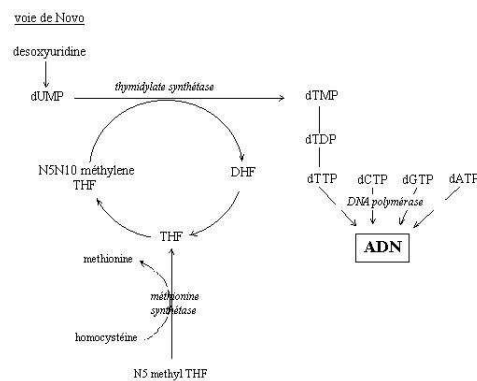 voie de Novo
desoxyuridine
thymidylate synthétase
dUMP
dTMP
dTDP
N5N10 méthylene
THF
DHF
dTTP
dCTP
dGTP
dATP
DNA polymérase
THF
ADN
methionine
méthionine
synthétase
homocystéine
N5 methyl THF